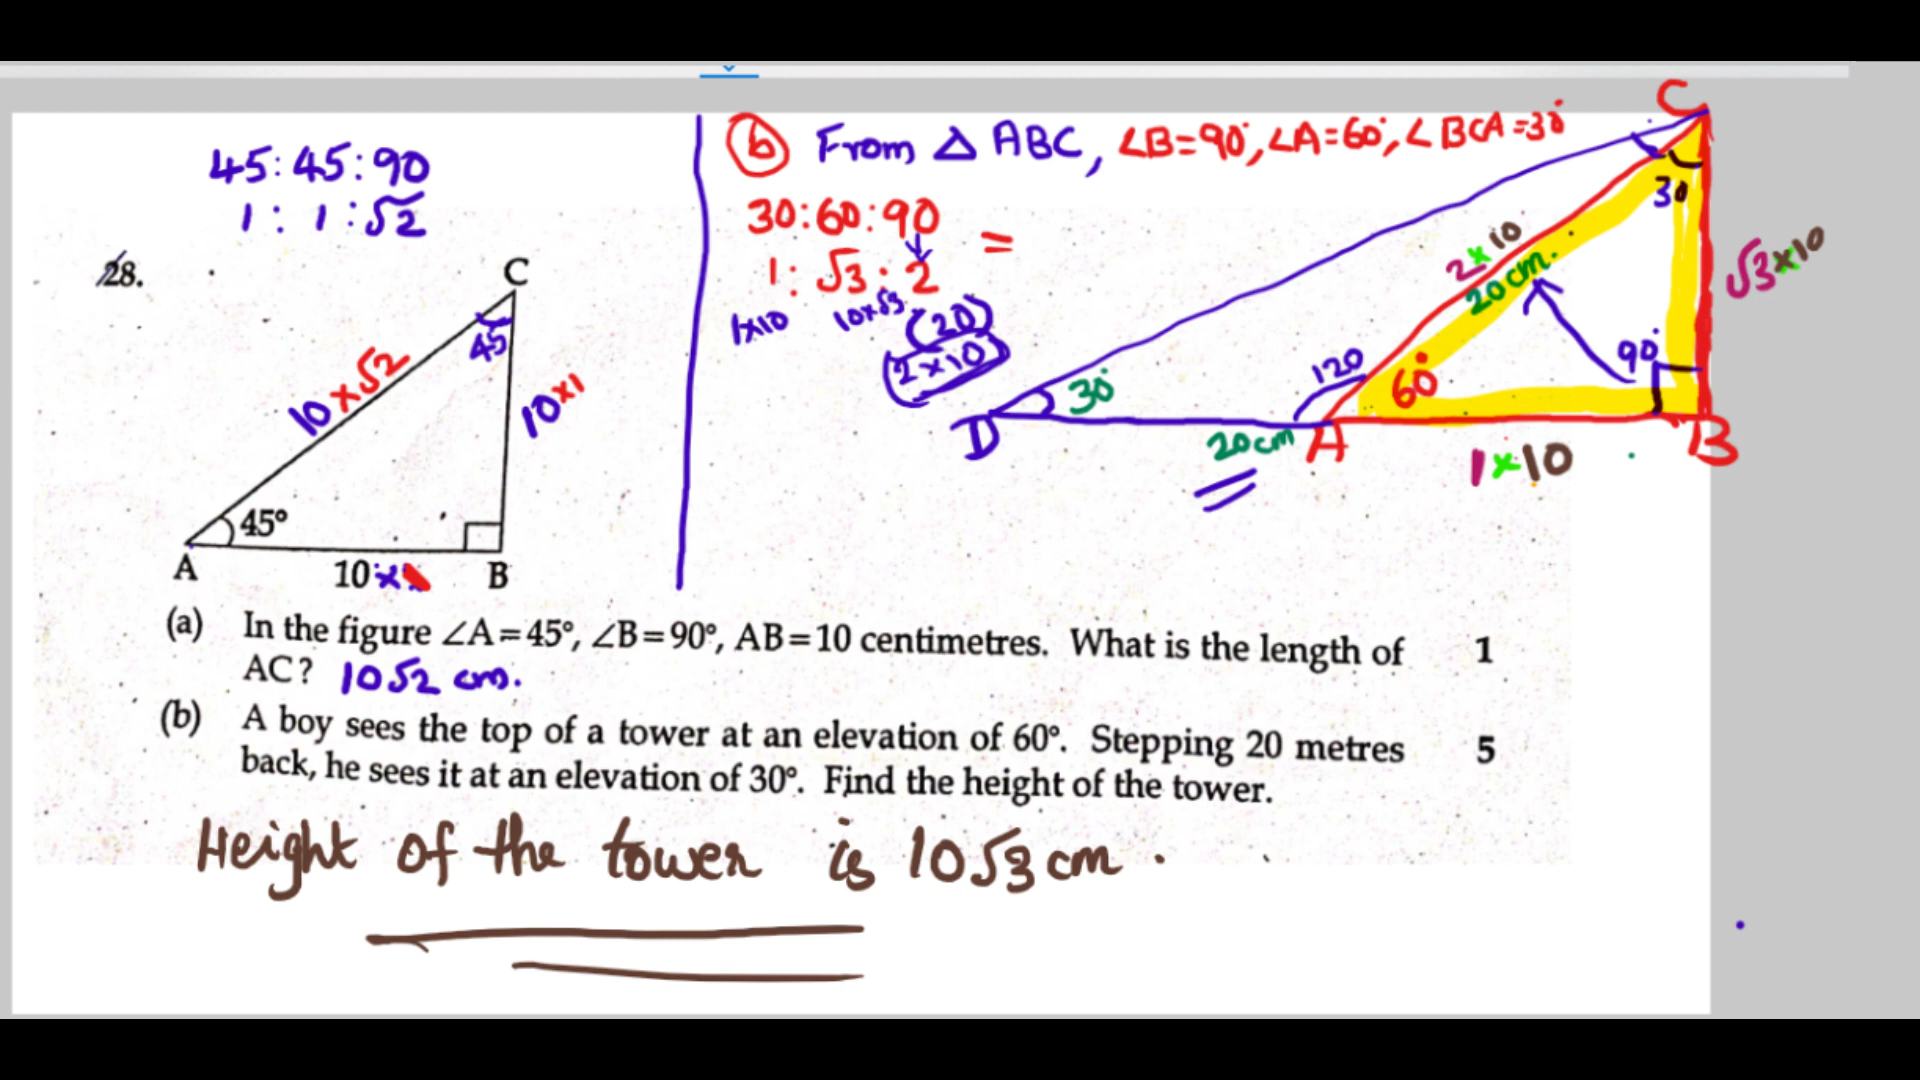 45:45:90
1 : 1 :√2
28.
C
45
10×√2
10×1
45°
A
10×
B
(b) From △ ABC, ∠B=90°, ∠A=60°, ∠BCA=30°
30:60:90 =
1: √3: 2
1×10 10×√3 (20)
(2×10)
C
30
2×10
20cm.
√3×10
90°
120
60°
30°
D
20cm
A
1×10
B
(a) In the figure ∠A=45°, ∠B=90°, AB=10 centimetres. What is the length of 1
AC? 10√2 cm.
(b) A boy sees the top of a tower at an elevation of 60°. Stepping 20 metres 5
back, he sees it at an elevation of 30°. Find the height of the tower.
Height of the tower is 10√3 cm.